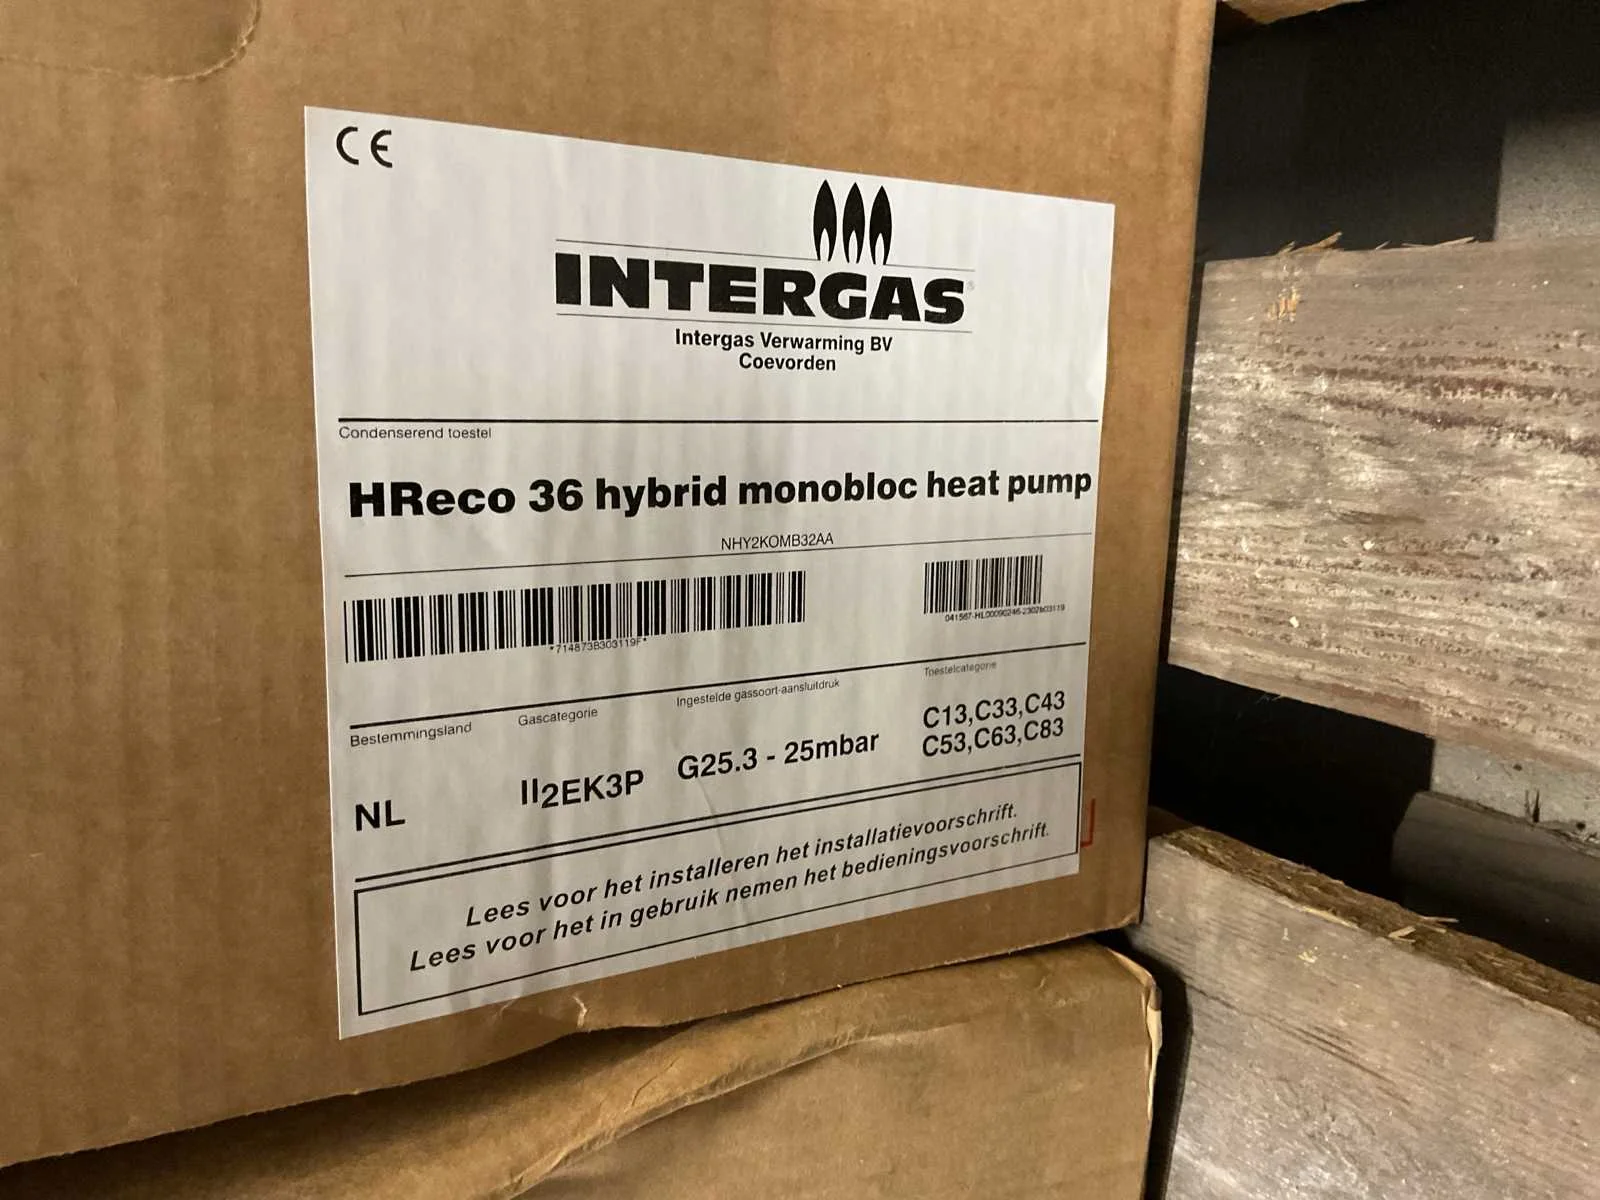 CE
INTERGAS
Intergas Verwarming BV
Coevorden
Condenserend toestel
HReco 36 hybrid monobloc heat pump
NHY2KOMB32AA
*714873B303119F*
Bestemmingsland
Gascategorie
Ingestelde gassoort-aansluitdruk
Toestelcategorie
NL
II2EK3P
G25.3 - 25mbar
C13,C33,C43
C53,C63,C83
Lees voor het installeren het installatievoorschrift.
Lees voor het in gebruik nemen het bedieningsvoorschrift.